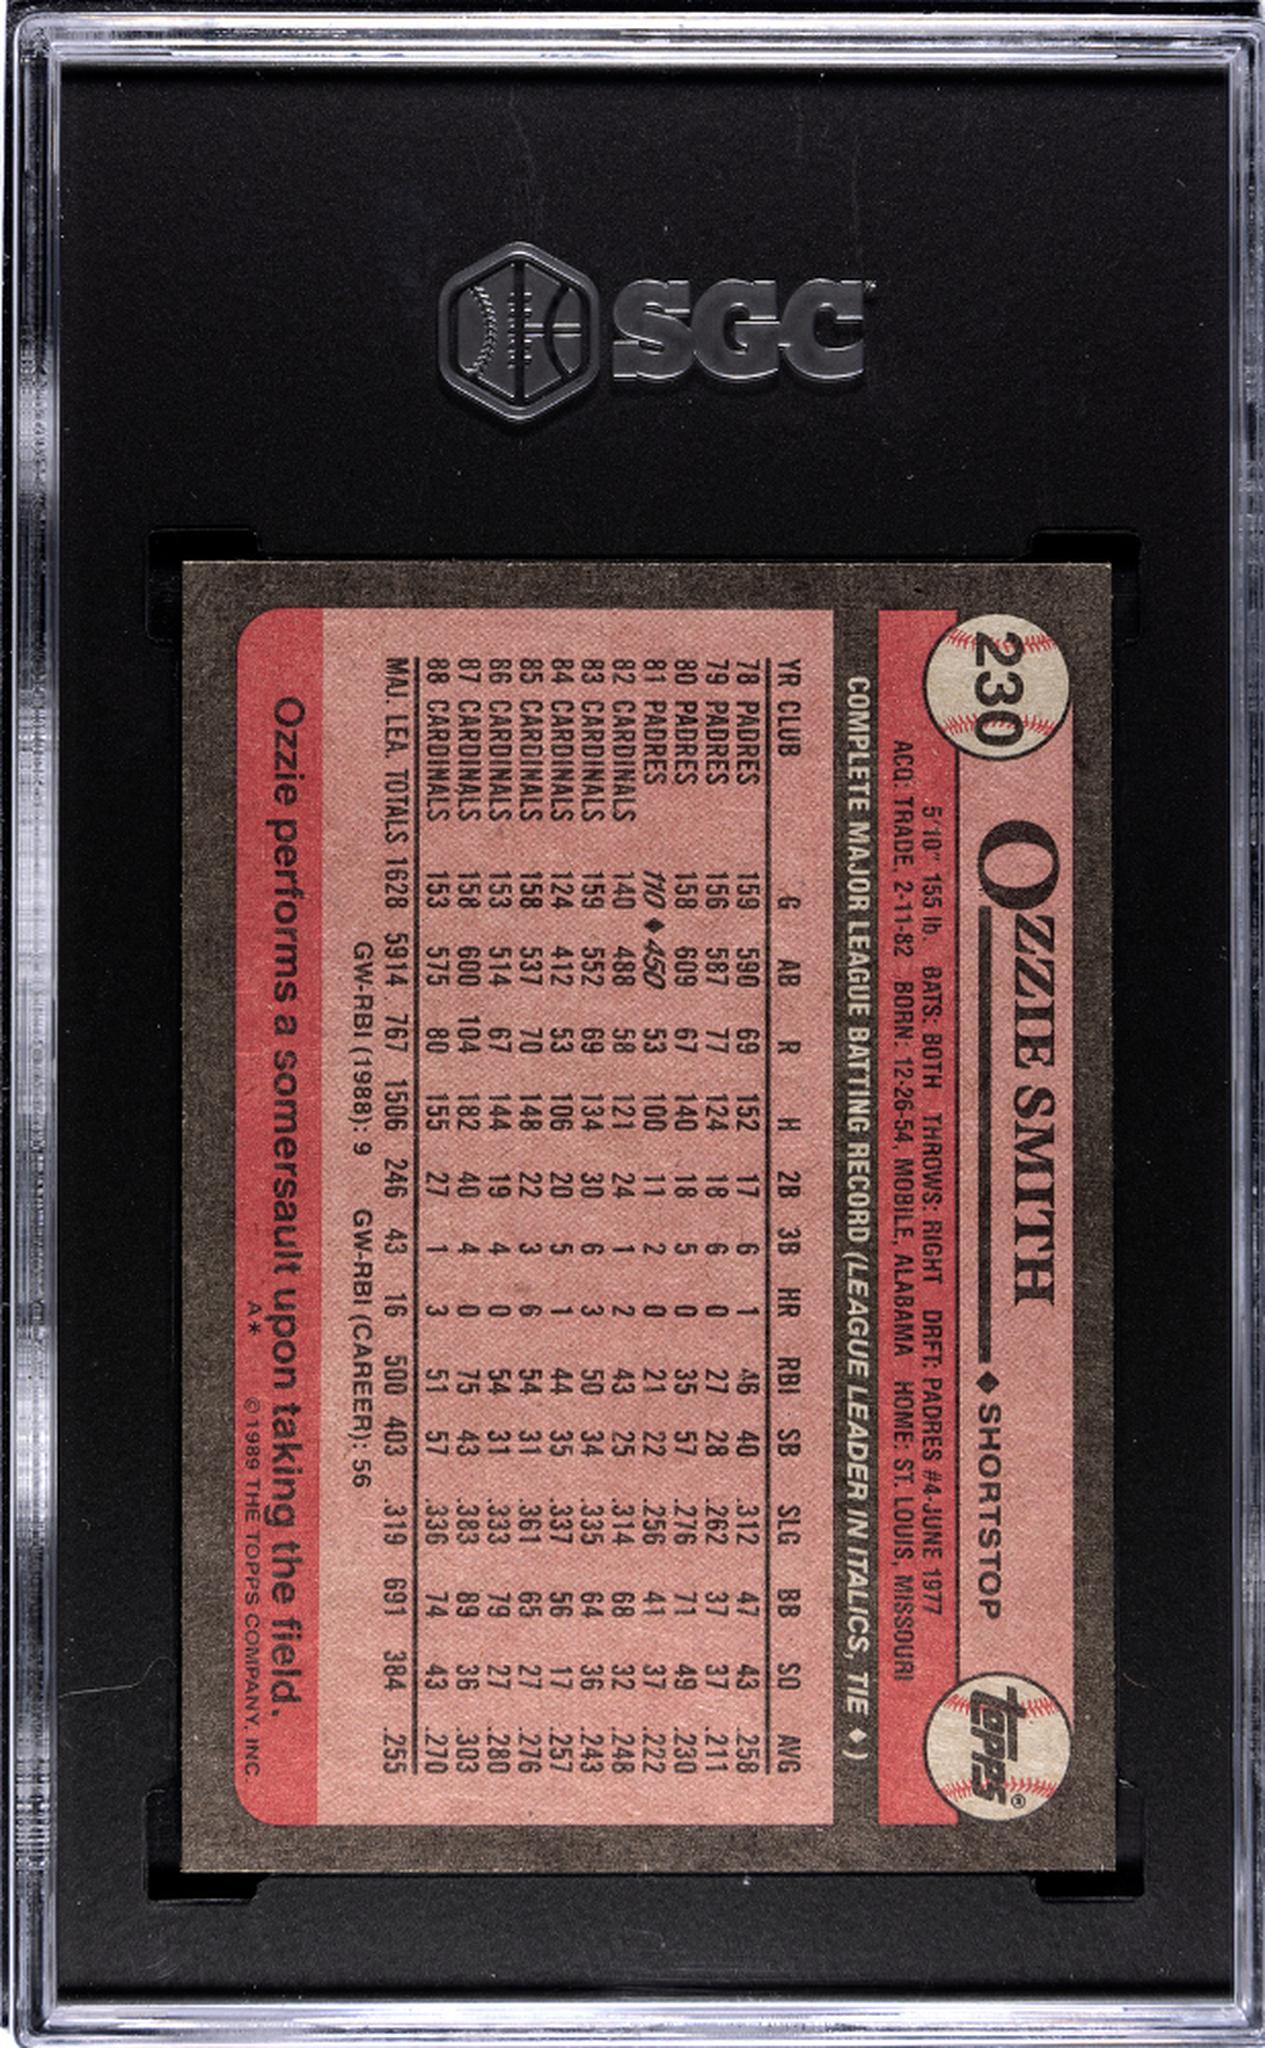 SGC
230
OZZIE SMITH ♦ SHORTSTOP
TOPPS®
5'10" 155 lb. BATS: BOTH THROWS: RIGHT DRFT: PADRES #4-JUNE 1977
ACQ: TRADE, 2-11-82 BORN: 12-26-54, MOBILE, ALABAMA HOME: ST. LOUIS, MISSOURI
COMPLETE MAJOR LEAGUE BATTING RECORD (LEAGUE LEADER IN ITALICS, TIE ♦)
YR CLUB G AB R H 2B 3B HR RBI SB SLG BB SO AVG
78 PADRES 159 590 69 152 17 6 1 46 40 .312 47 43 .258
79 PADRES 156 587 77 124 18 6 0 27 28 .262 37 37 .211
80 PADRES 158 609 67 140 18 5 0 35 57 .276 71 49 .230
81 PADRES 110 ♦ 450 53 100 11 2 0 21 22 .256 41 37 .222
82 CARDINALS 140 488 58 121 24 1 2 43 25 .314 68 32 .248
83 CARDINALS 159 552 69 134 30 6 3 50 34 .335 64 36 .243
84 CARDINALS 124 412 53 106 20 5 1 44 35 .337 56 17 .257
85 CARDINALS 158 537 70 148 22 3 6 54 31 .361 65 27 .276
86 CARDINALS 153 514 67 144 19 4 0 54 31 .333 79 27 .280
87 CARDINALS 158 600 104 182 40 4 0 75 43 .383 89 36 .303
88 CARDINALS 153 575 80 155 27 1 3 51 57 .336 74 43 .270
MAJ. LEA. TOTALS 1628 5914 767 1506 246 43 16 500 403 .319 691 384 .255
GW-RBI (1988): 9 GW-RBI (CAREER): 56
Ozzie performs a somersault upon taking the field.
A* ©1989 THE TOPPS COMPANY, INC.